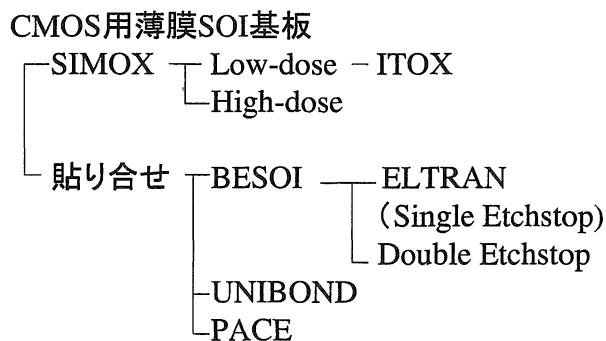 CMOS用薄膜SOI基板
SIMOX Low-dose ITOX
High-dose
貼り合せ BESOI ELTRAN
(Single Etchstop)
Double Etchstop
UNIBOND
PACE